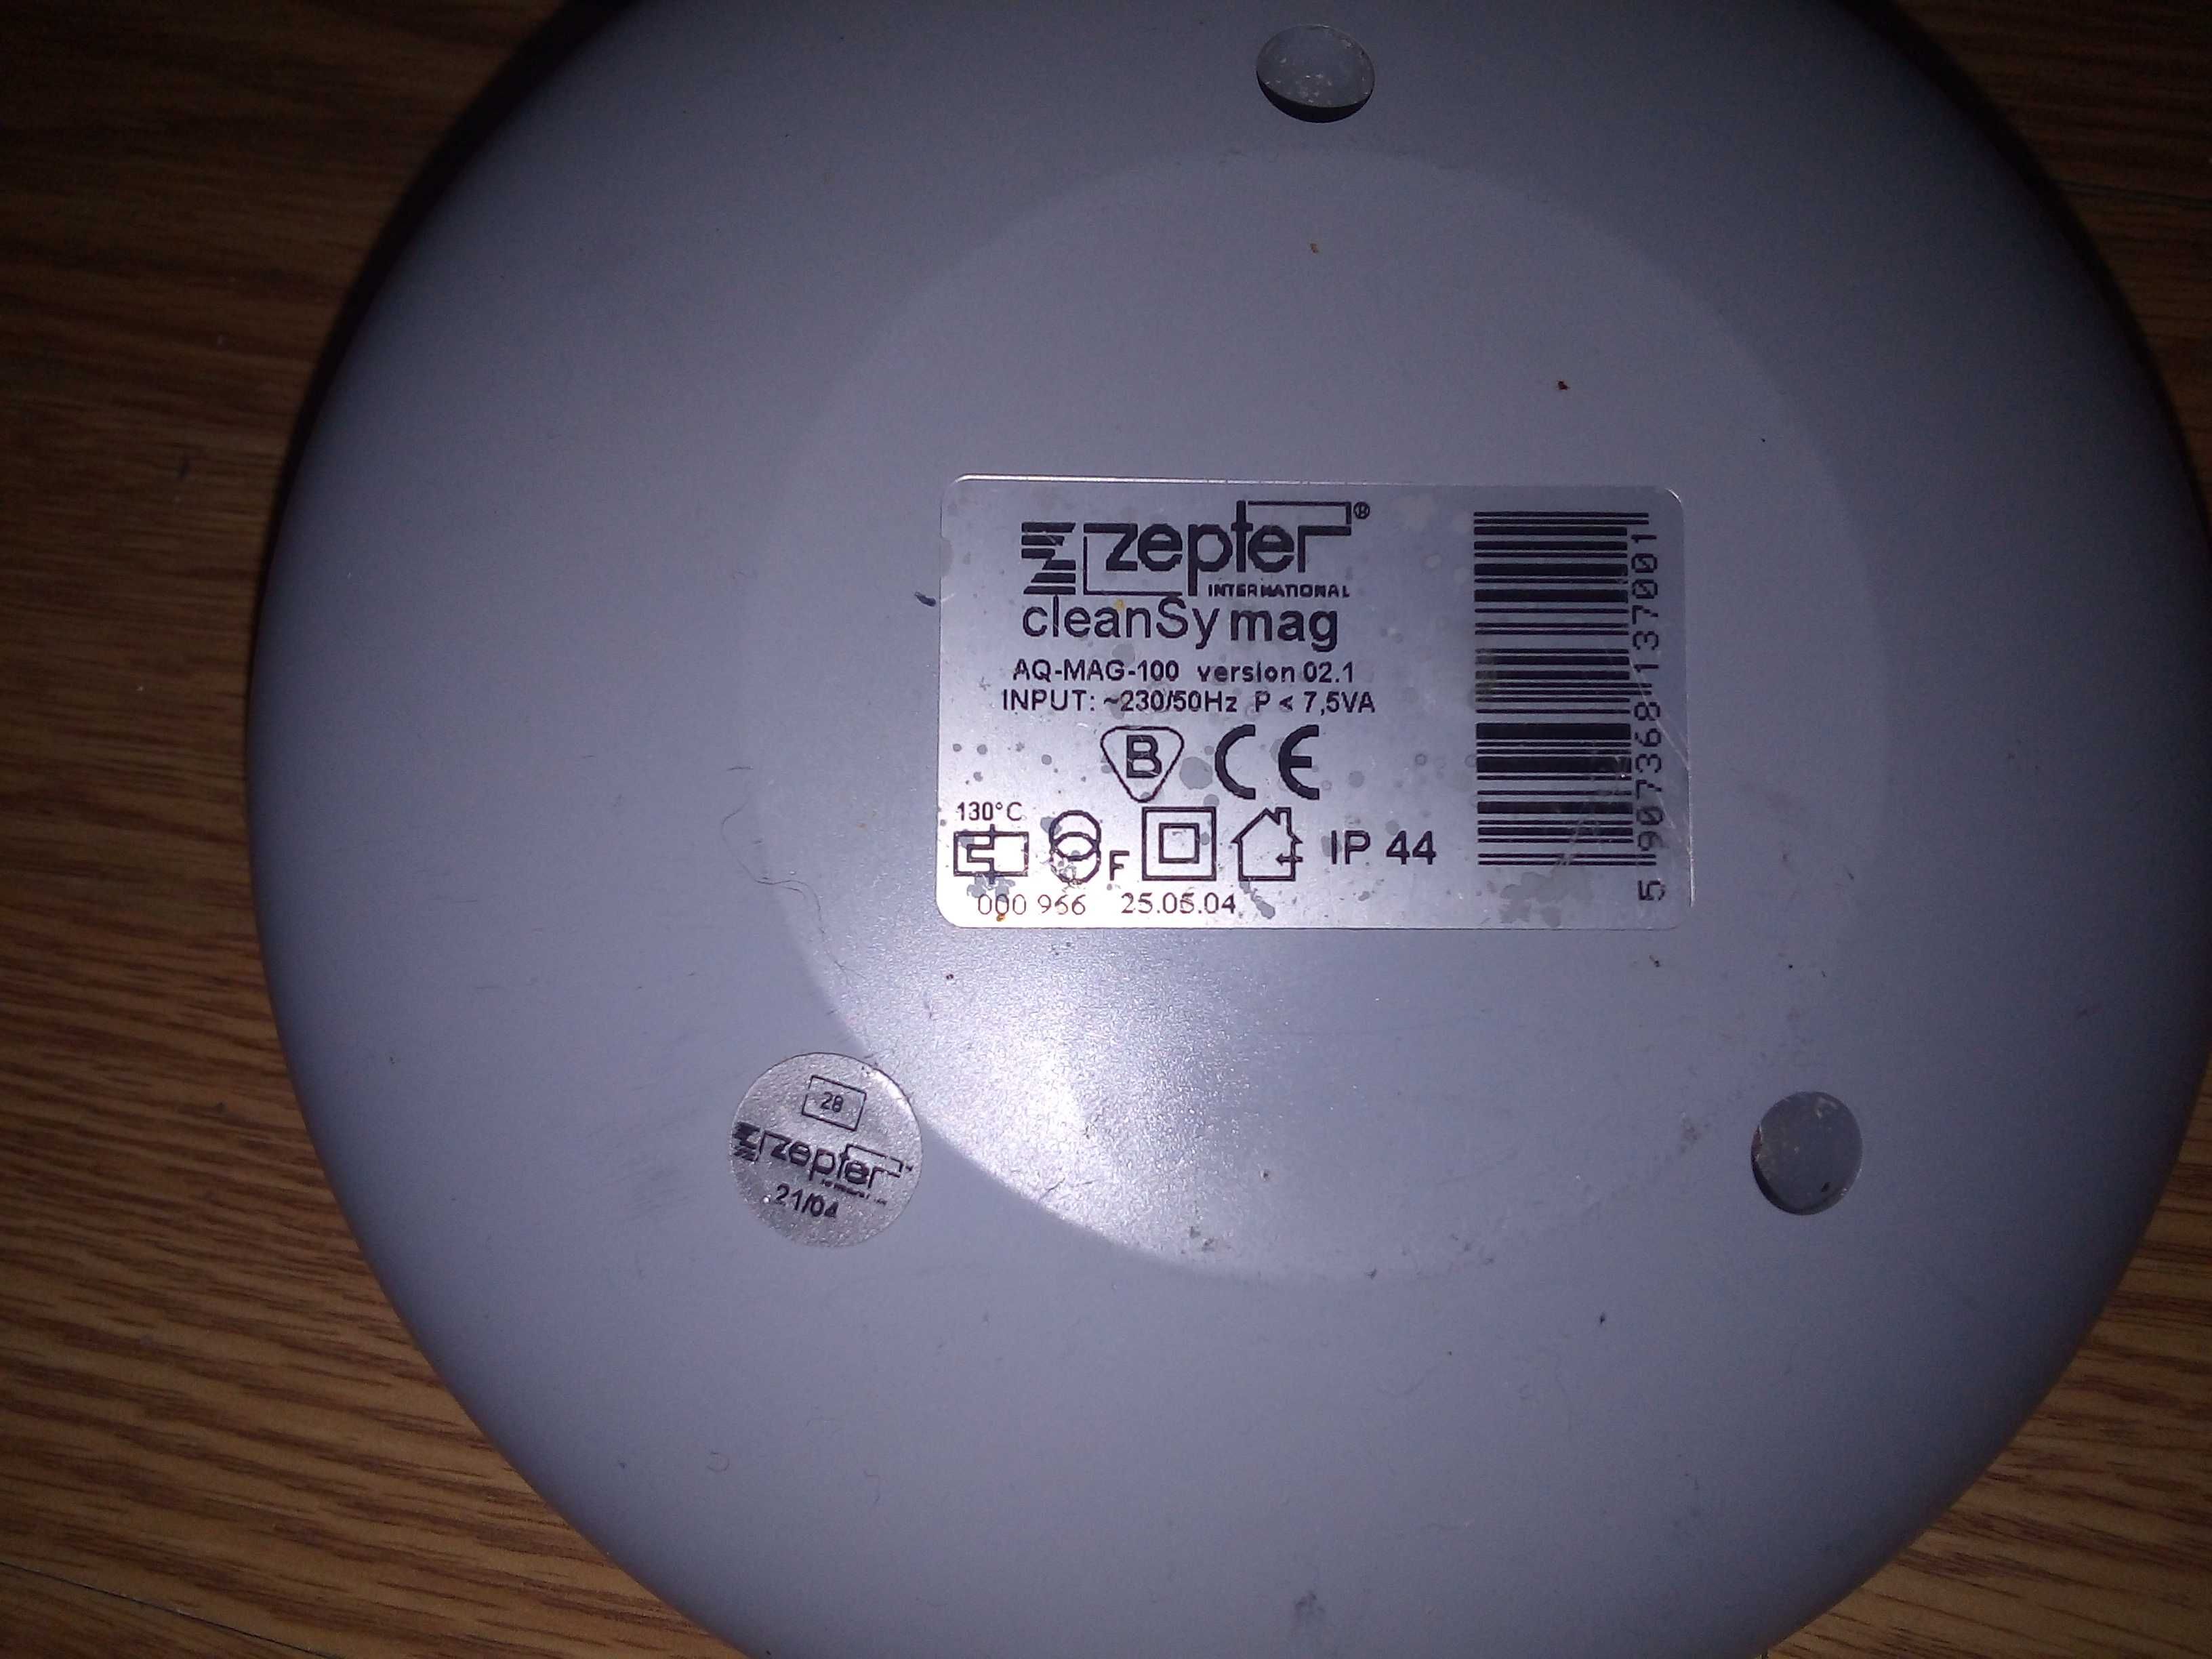 zepter®
INTERNATIONAL
cleanSy mag
AQ-MAG-100 version 02.1
INPUT: ~230/50Hz P < 7,5VA
B CE
130°C
F IP 44
000 966 25.05.04
5 907368 137001
28
zepter
21/04